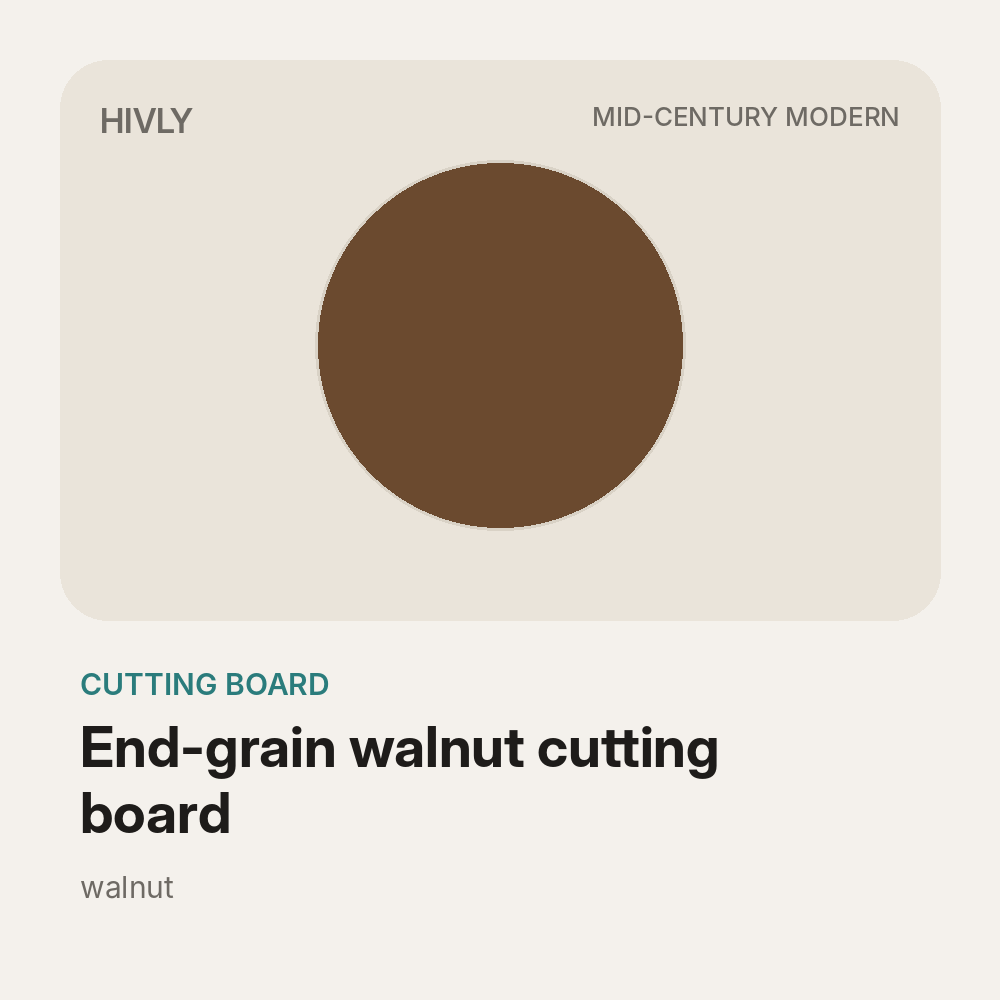 HIVLY
MID-CENTURY MODERN
CUTTING BOARD
End-grain walnut cutting
board
walnut